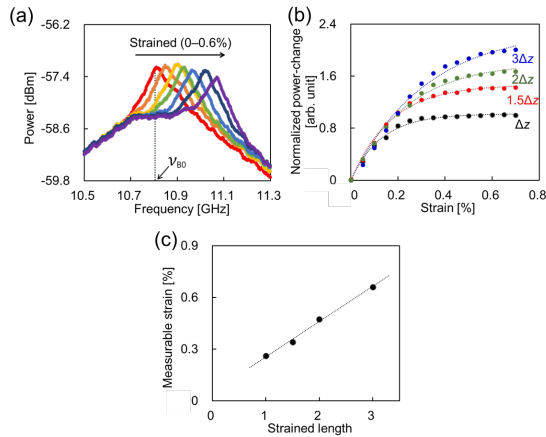 (a)
-56.2
-57.4
-58.6
-59.8
Power [dBm]
Strained (0–0.6%)
νB0
10.5 10.7 10.9 11.1 11.3
Frequency [GHz]
(b)
2.4
1.6
0.8
0
Normalized power-change
[arb. unit]
3Δz
2Δz
1.5Δz
Δz
0.0 0.2 0.4 0.6 0.8
Strain [%]
(c)
0.9
0.6
0.3
0
Measurable strain [%]
0 1 2 3
Strained length